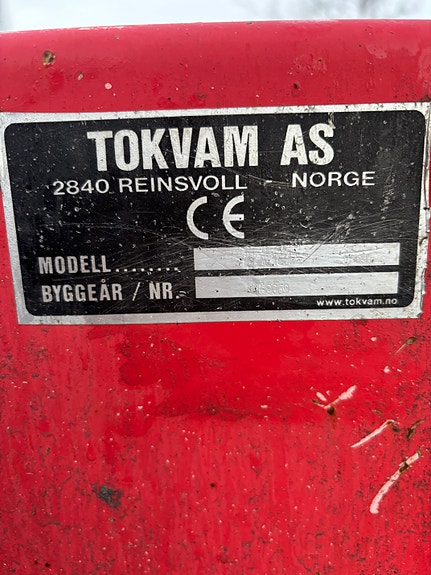 TOKVAM AS
2840 REINSVOLL - NORGE
CE
MODELL........
BYGGEÅR / NR.-
www.tokvam.no